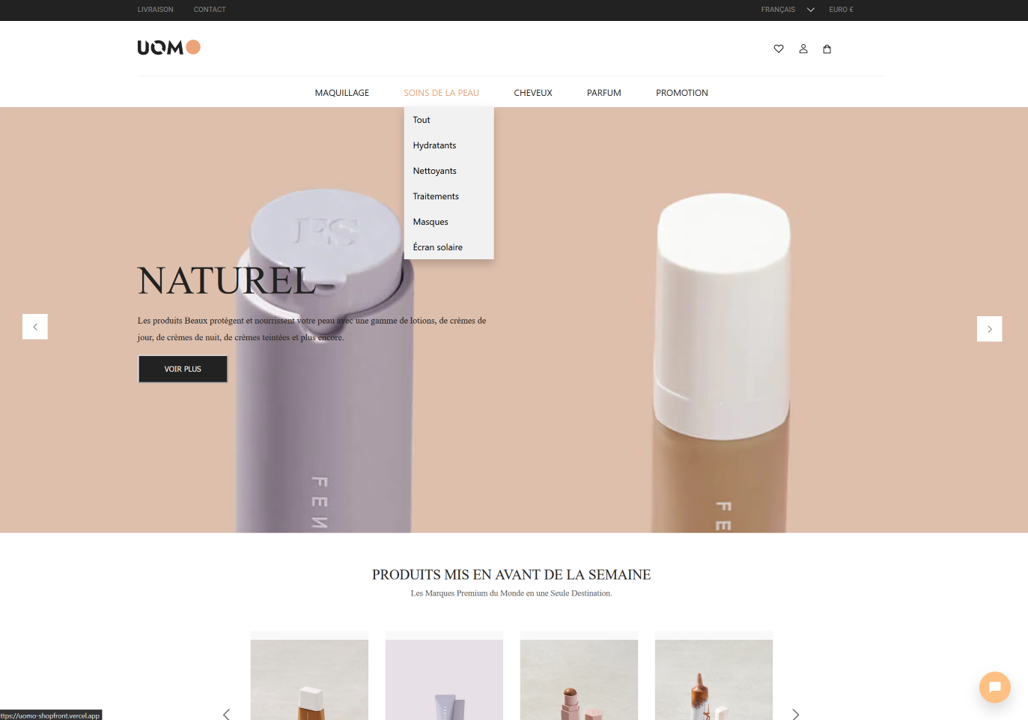 LIVRAISON CONTACT FRANÇAIS EURO €
UOMO
MAQUILLAGE SOINS DE LA PEAU CHEVEUX PARFUM PROMOTION
Tout
Hydratants
Nettoyants
Traitements
Masques
Écran solaire
FS
NATUREL
Les produits Beaux protègent et nourrissent votre peau avec une gamme de lotions, de crèmes de
jour, de crèmes de nuit, de crèmes teintées et plus encore.
VOIR PLUS
FEN
FE
PRODUITS MIS EN AVANT DE LA SEMAINE
Les Marques Premium du Monde en une Seule Destination.
ttps://uomo-shopfront.vercel.app